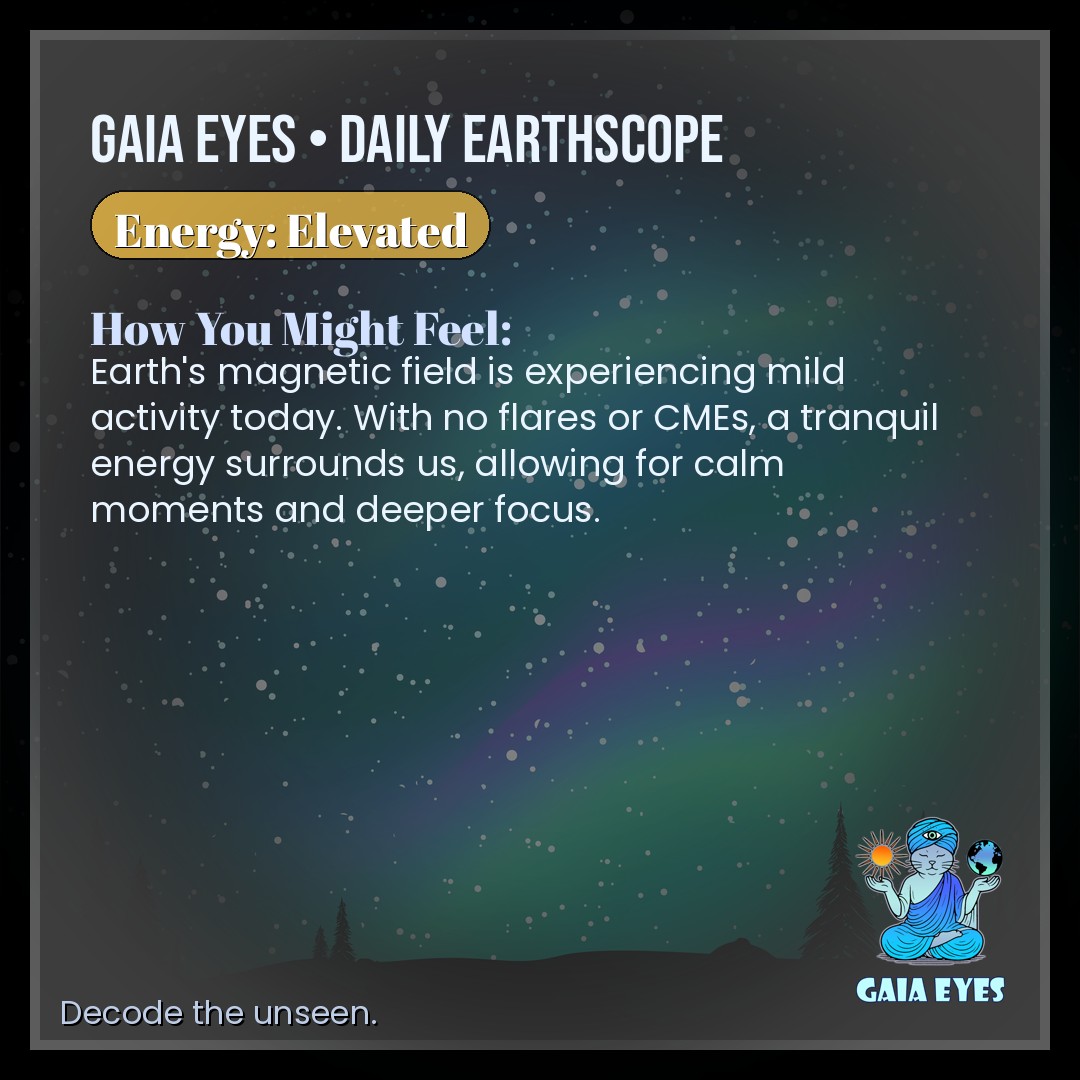 GAIA EYES • DAILY EARTHSCOPE
Energy: Elevated
How You Might Feel:
Earth's magnetic field is experiencing mild
activity today. With no flares or CMEs, a tranquil
energy surrounds us, allowing for calm
moments and deeper focus.
GAIA EYES
Decode the unseen.